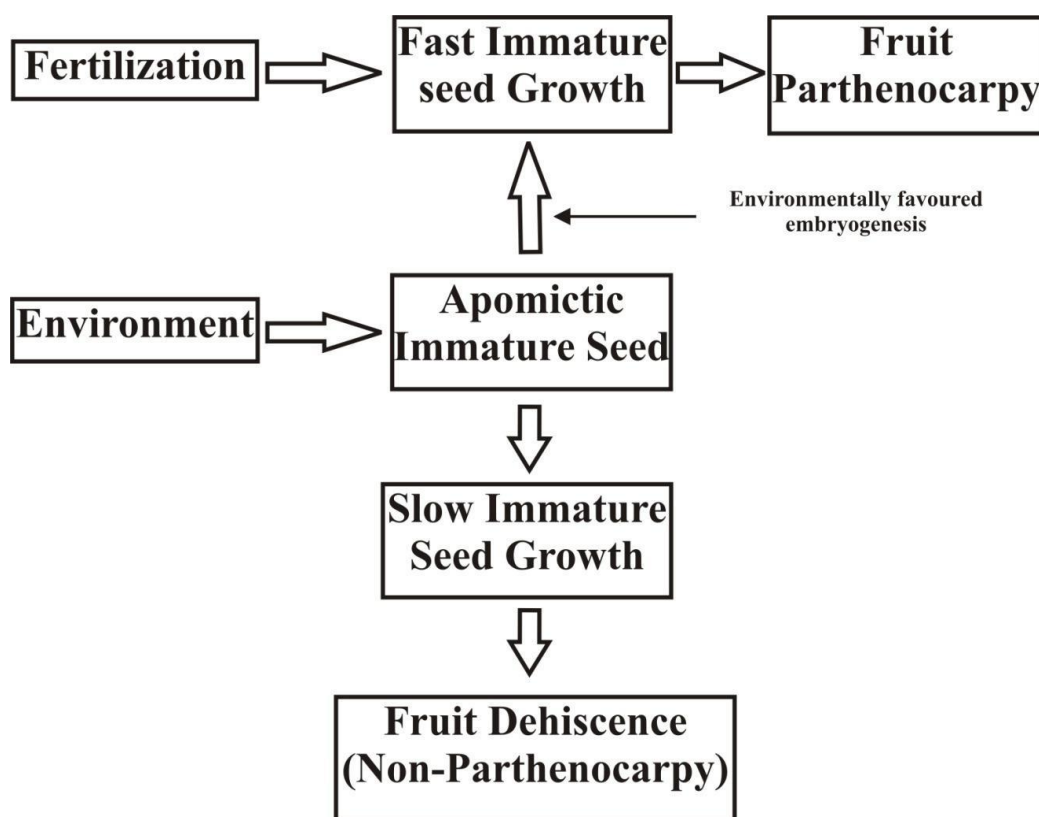 Fertilization
Fast Immature
seed Growth
Fruit
Parthenocarpy
Environmentally favoured
embryogenesis
Environment
Apomictic
Immature Seed
Slow Immature
Seed Growth
Fruit Dehiscence
(Non-Parthenocarpy)